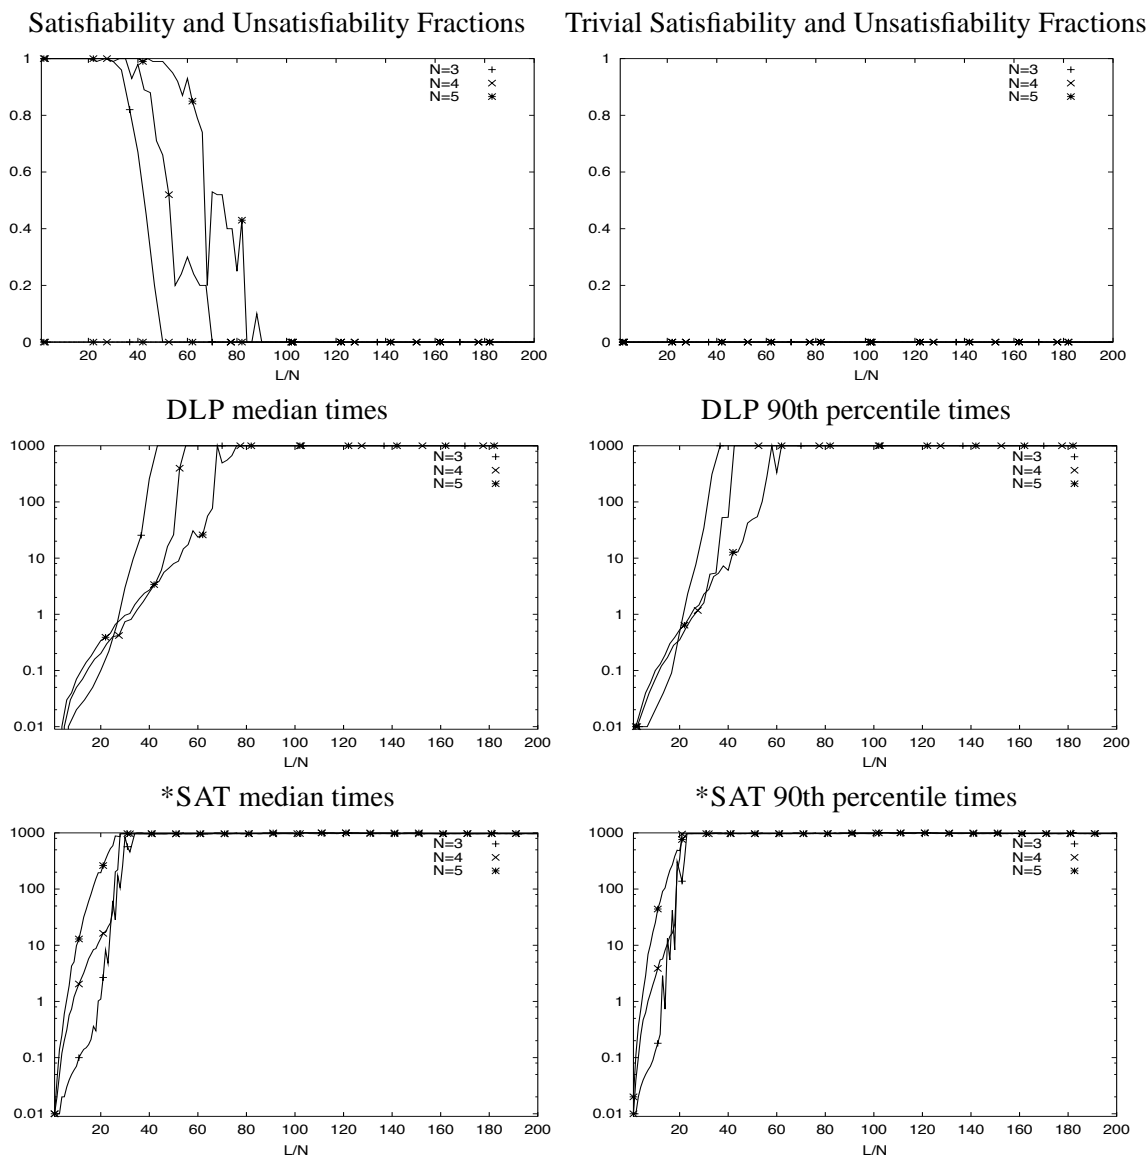 Satisfiability and Unsatisfiability Fractions
Trivial Satisfiability and Unsatisfiability Fractions
1
0.8
0.6
0.4
0.2
0
20 40 60 80 100 120 140 160 180 200
L/N
N=3
N=4
N=5
1
0.8
0.6
0.4
0.2
0
20 40 60 80 100 120 140 160 180 200
L/N
N=3
N=4
N=5
DLP median times
DLP 90th percentile times
1000
100
10
1
0.1
0.01
20 40 60 80 100 120 140 160 180 200
L/N
N=3
N=4
N=5
1000
100
10
1
0.1
0.01
20 40 60 80 100 120 140 160 180 200
L/N
N=3
N=4
N=5
*SAT median times
*SAT 90th percentile times
1000
100
10
1
0.1
0.01
20 40 60 80 100 120 140 160 180 200
L/N
N=3
N=4
N=5
1000
100
10
1
0.1
0.01
20 40 60 80 100 120 140 160 180 200
L/N
N=3
N=4
N=5